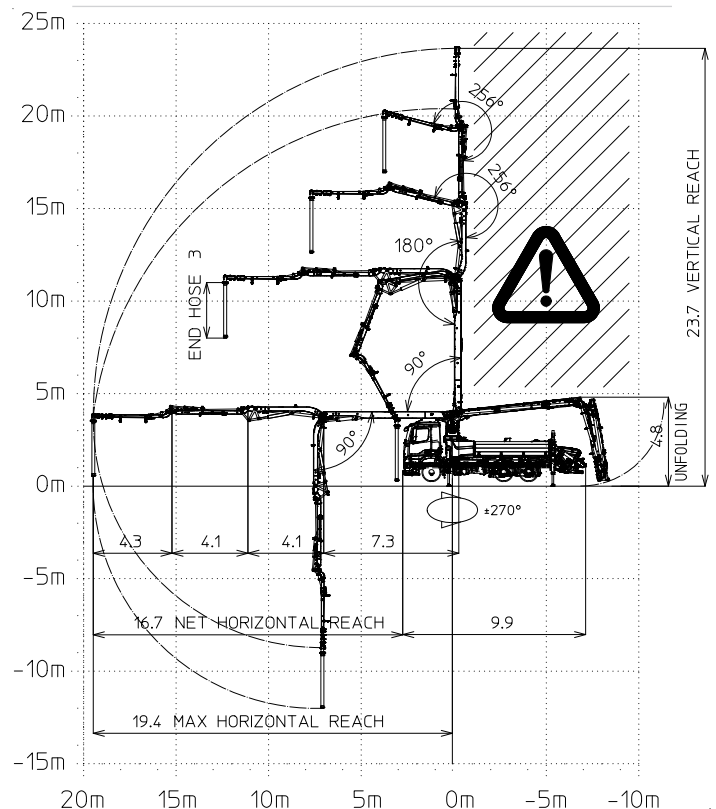 25m
20m
256°
15m
256°
180°
23.7 VERTICAL REACH
10m
END HOSE 3
90°
5m
90°
4.8
UNFOLDING
0m
±270°
4.3
4.1
4.1
7.3
-5m
16.7 NET HORIZONTAL REACH
9.9
-10m
19.4 MAX HORIZONTAL REACH
-15m
20m
15m
10m
5m
0m
-5m
-10m